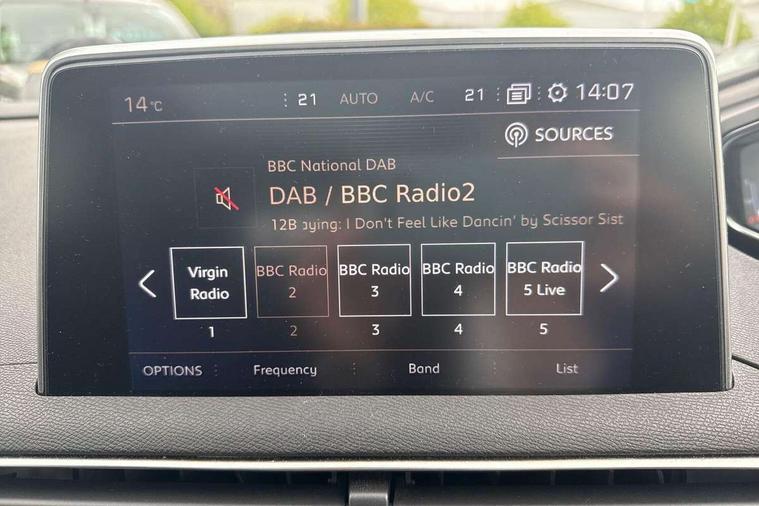 14°C 21 AUTO A/C 21 14:07
SOURCES
BBC National DAB
DAB / BBC Radio2
12B aying: I Don't Feel Like Dancin' by Scissor Sist
Virgin Radio
BBC Radio 2
BBC Radio 3
BBC Radio 4
BBC Radio 5 Live
1 2 3 4 5
OPTIONS Frequency Band List